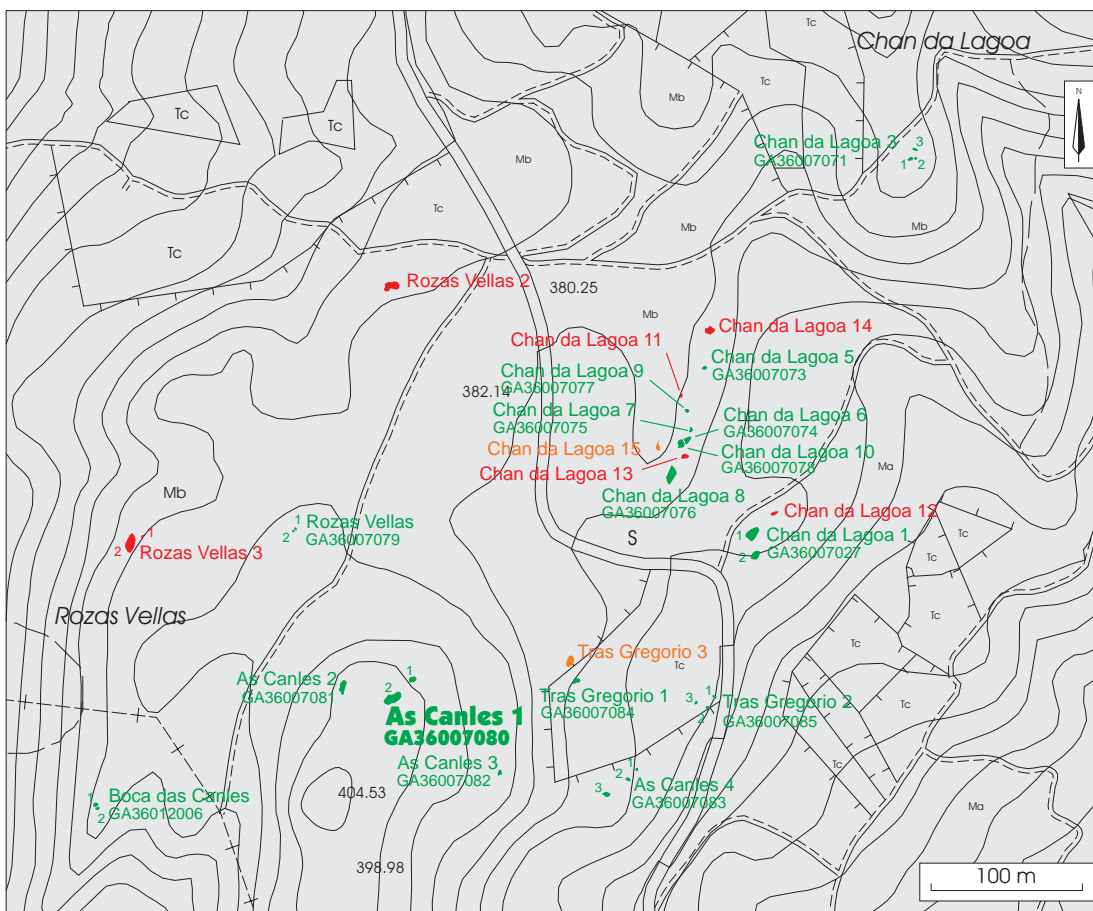 Chan da Lagoa
N
Tc
Tc
Mb
Tc
Tc
Chan da Lagoa 3
GA36007071
3
1
2
Mb
Tc
Tc
Mb
Mb
Mb
Rozas Vellas 2
380.25
Mb
Chan da Lagoa 14
Chan da Lagoa 11
Chan da Lagoa 5
GA36007073
Chan da Lagoa 9
GA36007077
382.14
Chan da Lagoa 7
GA36007075
Chan da Lagoa 6
GA36007074
Chan da Lagoa 15
Chan da Lagoa 10
GA36007078
Chan da Lagoa 13
Ma
Chan da Lagoa 8
GA36007076
Mb
Chan da Lagoa 12
1
2
Rozas Vellas
GA36007079
1
2
Rozas Vellas 3
S
1
Chan da Lagoa 1
GA36007027
2
Tc
Tc
Tc
Rozas Vellas
Tc
Tras Gregorio 3
Tc
As Canles 2
GA36007081
1
2
As Canles 1
GA36007080
Tras Gregorio 1
GA36007084
3
1
2
Tras Gregorio 2
GA36007085
Tc
Tc
As Canles 3
GA36007082
1
2
3
As Canles 4
GA36007083
Tc
404.53
1
2
Boca das Canles
GA36012006
Ma
398.98
100 m